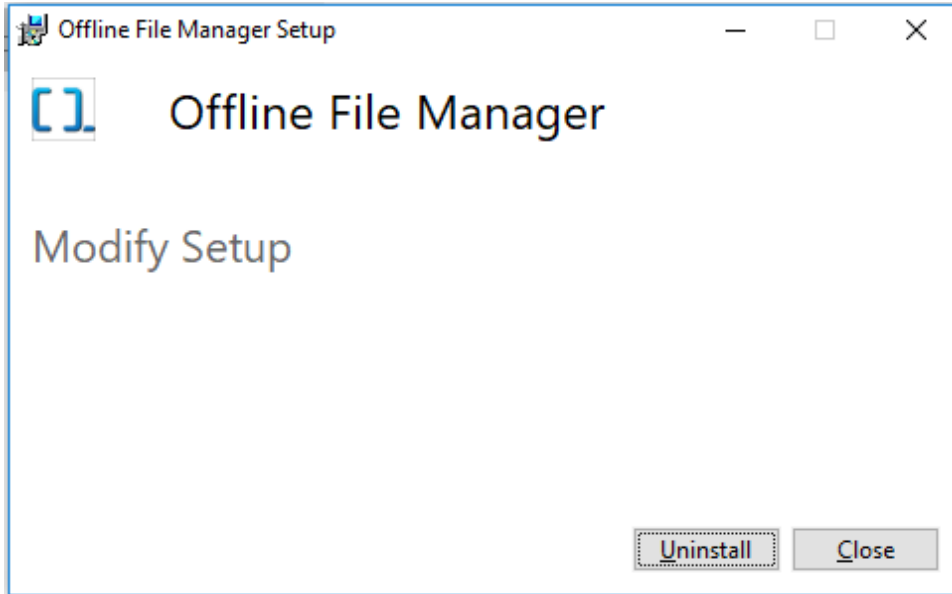 Offline File Manager Setup
Offline File Manager
Modify Setup
Uninstall
Close